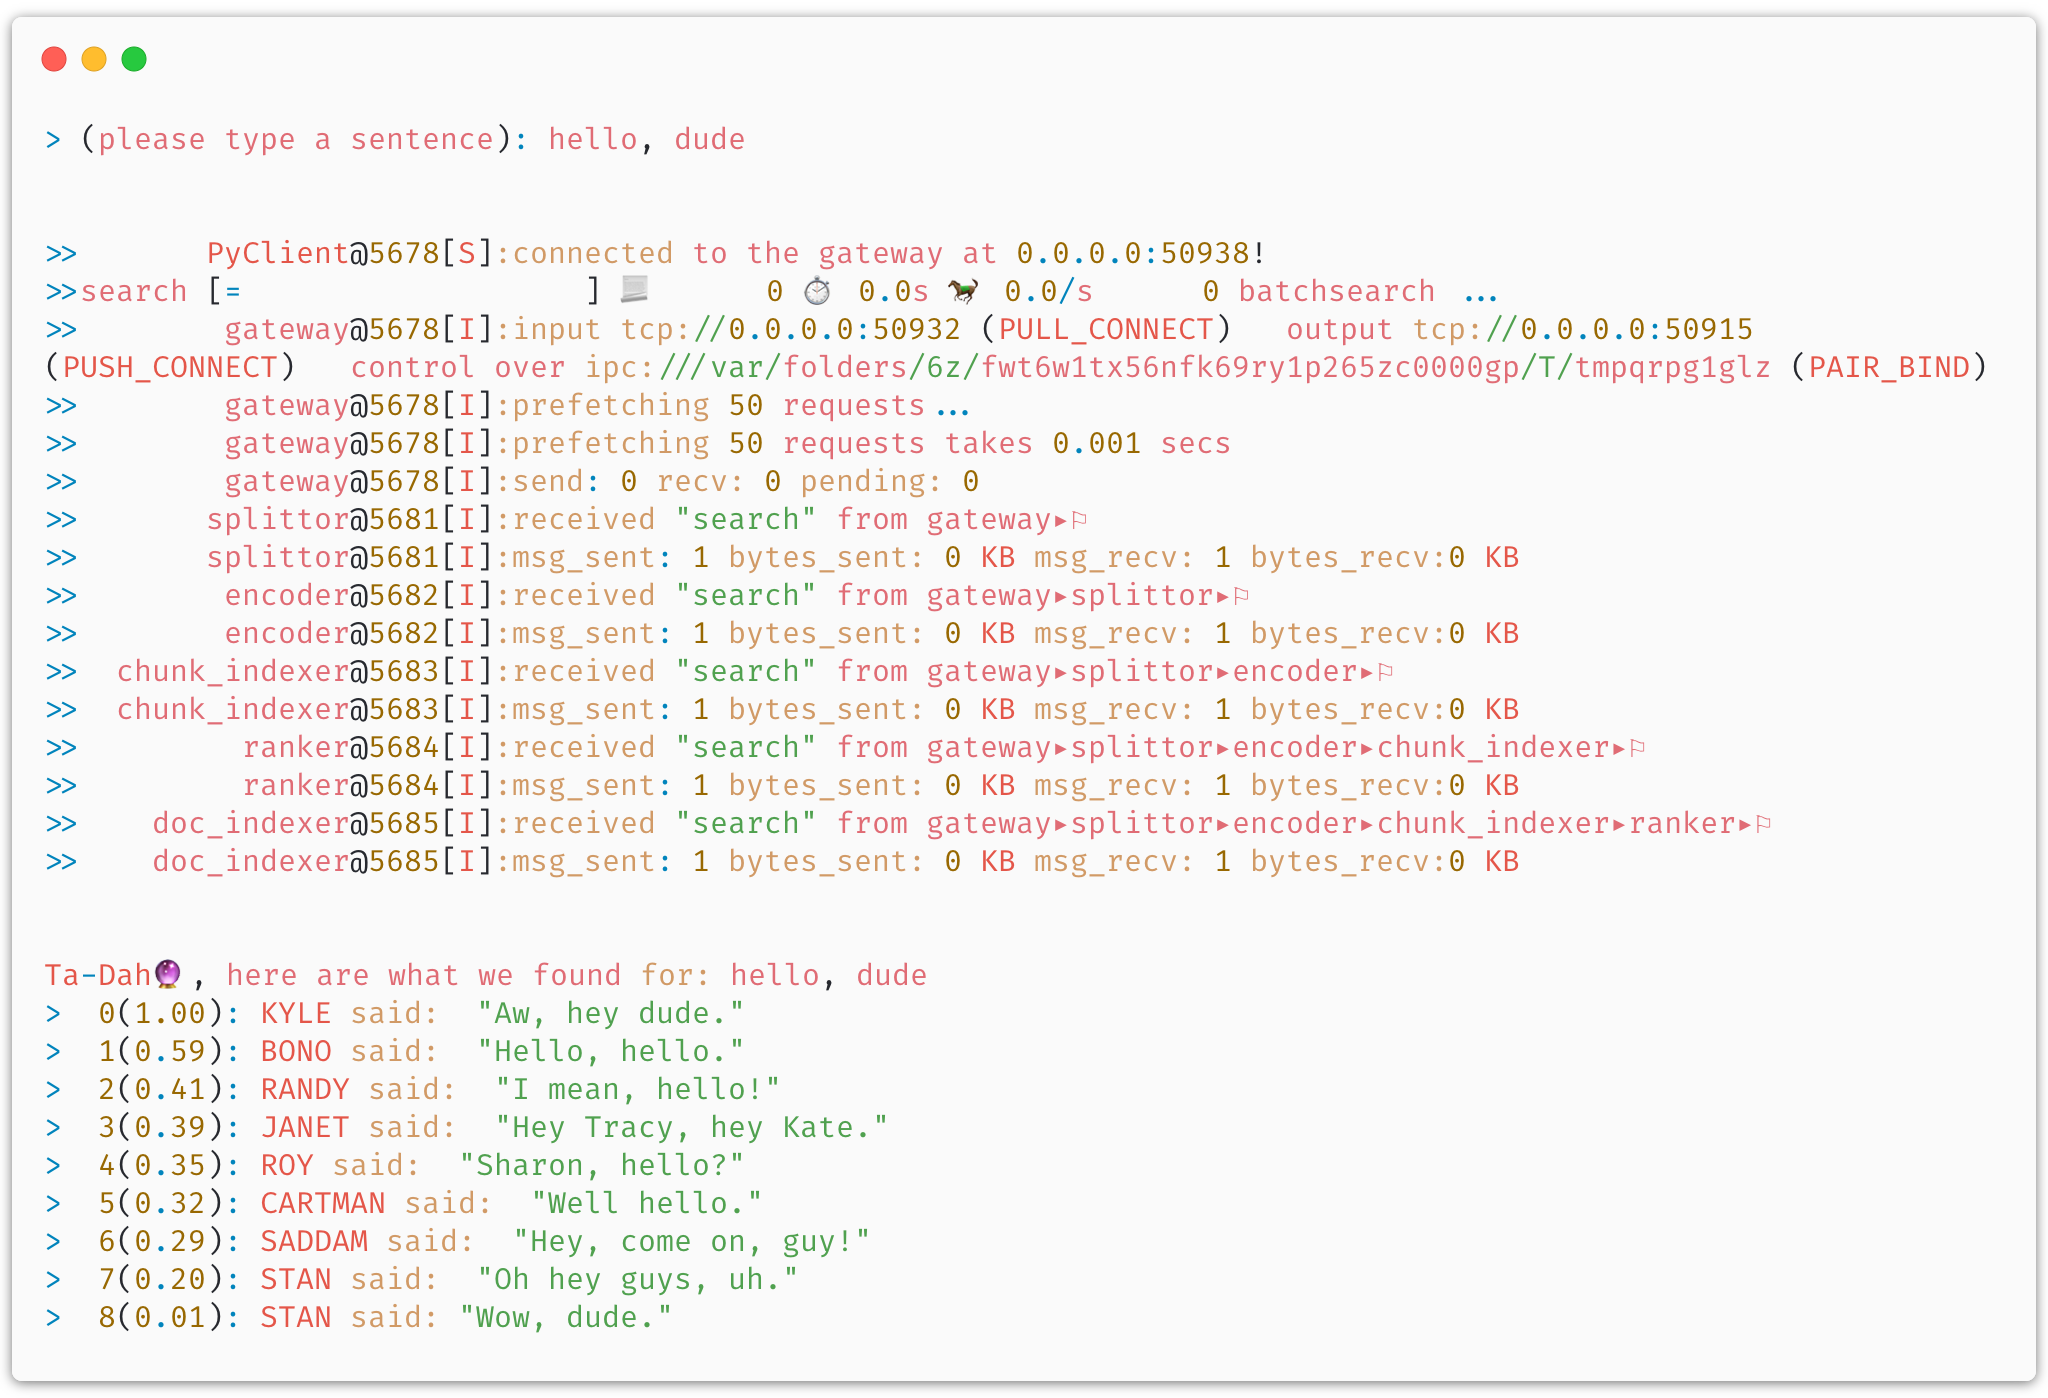 > (please type a sentence): hello, dude
>>       PyClient@5678[S]:connected to the gateway at 0.0.0.0:50938!
>>search [=                   ] 📃      0 ⏱️ 0.0s 🐎 0.0/s      0 batchsearch ...
>>        gateway@5678[I]:input tcp://0.0.0.0:50932 (PULL_CONNECT)   output tcp://0.0.0.0:50915
(PUSH_CONNECT)   control over ipc:///var/folders/6z/fwt6w1tx56nfk69ry1p265zc0000gp/T/tmpqrpg1glz (PAIR_BIND)
>>        gateway@5678[I]:prefetching 50 requests...
>>        gateway@5678[I]:prefetching 50 requests takes 0.001 secs
>>        gateway@5678[I]:send: 0 recv: 0 pending: 0
>>       splittor@5681[I]:received "search" from gateway▸⚐
>>       splittor@5681[I]:msg_sent: 1 bytes_sent: 0 KB msg_recv: 1 bytes_recv:0 KB
>>        encoder@5682[I]:received "search" from gateway▸splittor▸⚐
>>        encoder@5682[I]:msg_sent: 1 bytes_sent: 0 KB msg_recv: 1 bytes_recv:0 KB
>>  chunk_indexer@5683[I]:received "search" from gateway▸splittor▸encoder▸⚐
>>  chunk_indexer@5683[I]:msg_sent: 1 bytes_sent: 0 KB msg_recv: 1 bytes_recv:0 KB
>>         ranker@5684[I]:received "search" from gateway▸splittor▸encoder▸chunk_indexer▸⚐
>>         ranker@5684[I]:msg_sent: 1 bytes_sent: 0 KB msg_recv: 1 bytes_recv:0 KB
>>    doc_indexer@5685[I]:received "search" from gateway▸splittor▸encoder▸chunk_indexer▸ranker▸⚐
>>    doc_indexer@5685[I]:msg_sent: 1 bytes_sent: 0 KB msg_recv: 1 bytes_recv:0 KB
Ta-Dah🔮, here are what we found for: hello, dude
>  0(1.00): KYLE said:  "Aw, hey dude."
>  1(0.59): BONO said:  "Hello, hello."
>  2(0.41): RANDY said:  "I mean, hello!"
>  3(0.39): JANET said:  "Hey Tracy, hey Kate."
>  4(0.35): ROY said:  "Sharon, hello?"
>  5(0.32): CARTMAN said:  "Well hello."
>  6(0.29): SADDAM said:  "Hey, come on, guy!"
>  7(0.20): STAN said:  "Oh hey guys, uh."
>  8(0.01): STAN said: "Wow, dude."